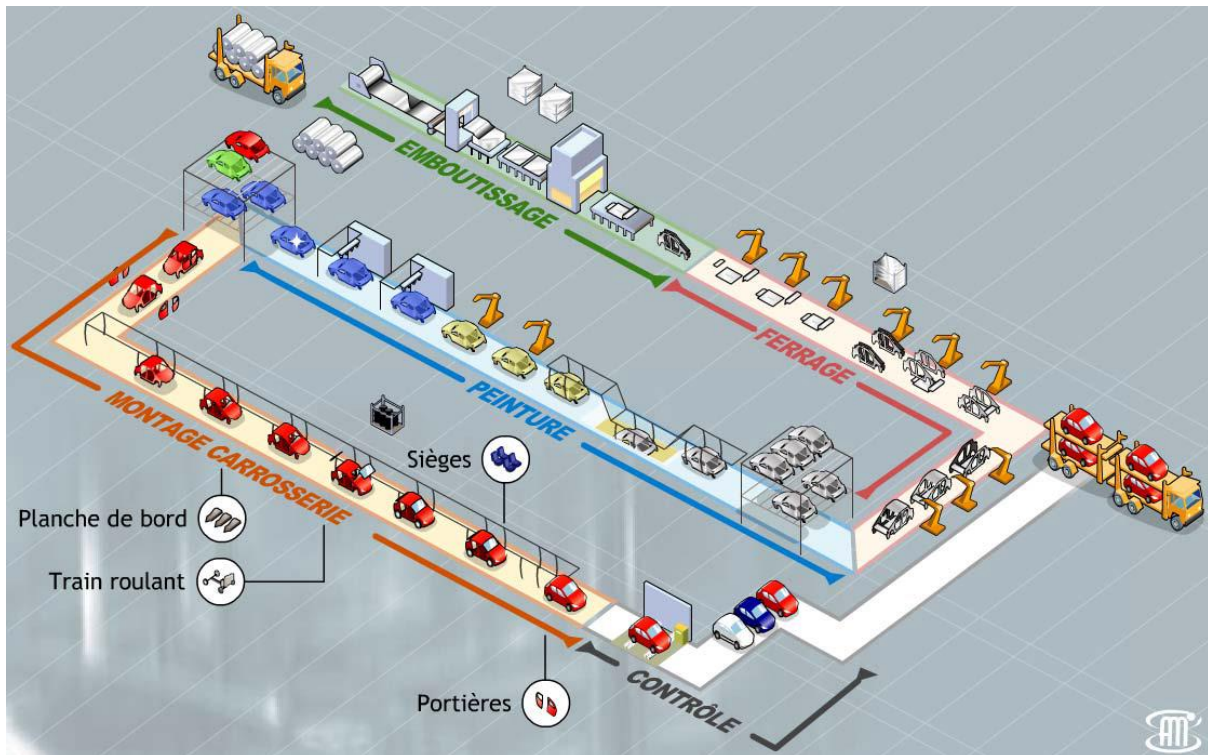 EMBOUTISSAGE
FERRAGE
PEINTURE
MONTAGE CARROSSERIE
Sièges
Planche de bord
Train roulant
Portières
CONTRÔLE